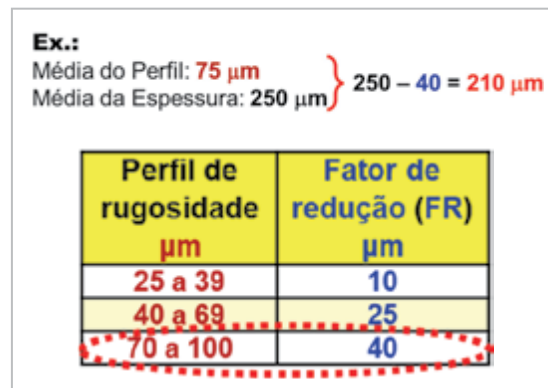 Ex.:
Média do Perfil: 75 µm
Média da Espessura: 250 µm
250 – 40 = 210 µm
Perfil de rugosidade µm
Fator de redução (FR) µm
25 a 39 10
40 a 69 25
70 a 100 40